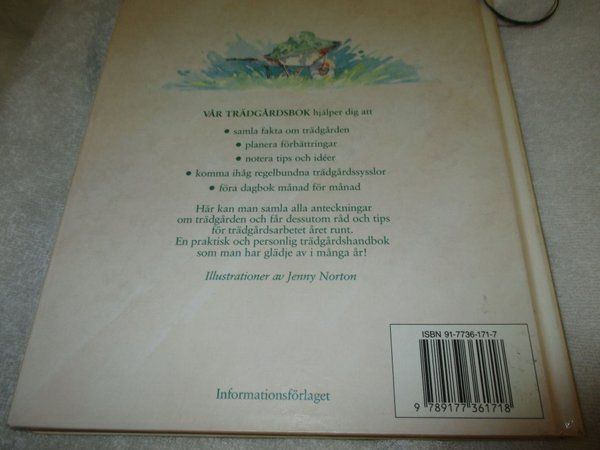 VÅR TRÄDGÅRDSBOK hjälper dig att
• samla fakta om trädgården
• planera förbättringar
• notera tips och idéer
• komma ihåg regelbundna trädgårdssysslor
• föra dagbok månad för månad
Här kan man samla alla anteckningar
om trädgården och får dessutom råd och tips
för trädgårdsarbetet året runt.
En praktisk och personlig trädgårdshandbok
som man har glädje av i många år!
Illustrationer av Jenny Norton
ISBN 91-7736-171-7
9 789177 361718
Informationsförlaget